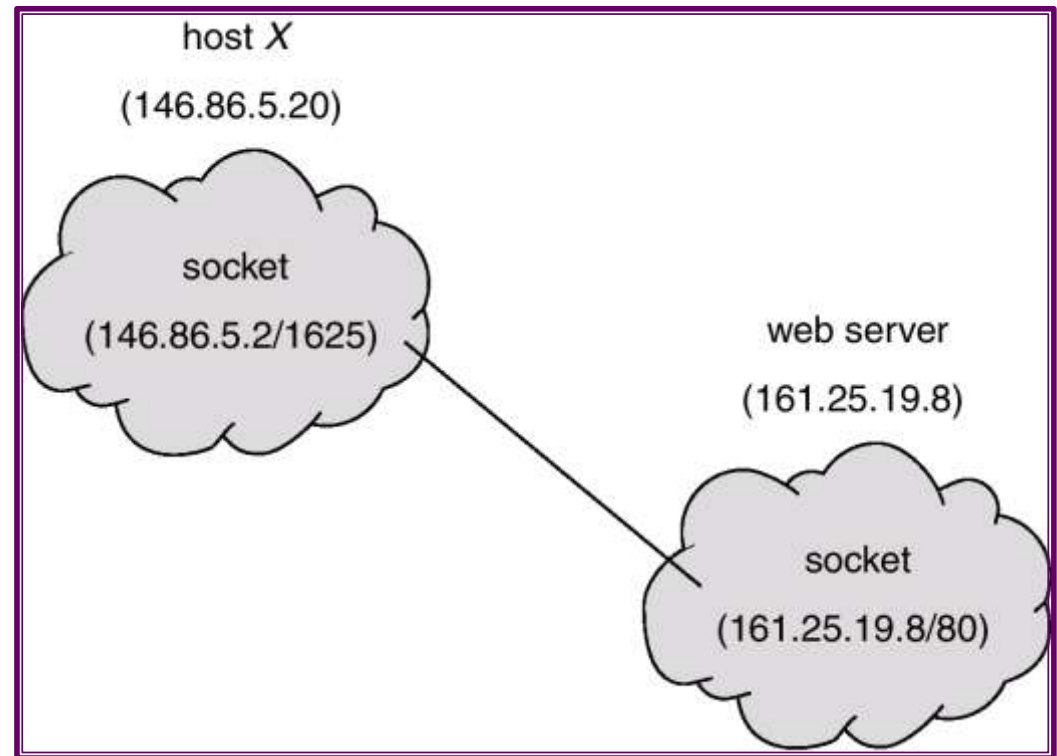 host X
(146.86.5.20)
socket
(146.86.5.2/1625)
web server
(161.25.19.8)
socket
(161.25.19.8/80)